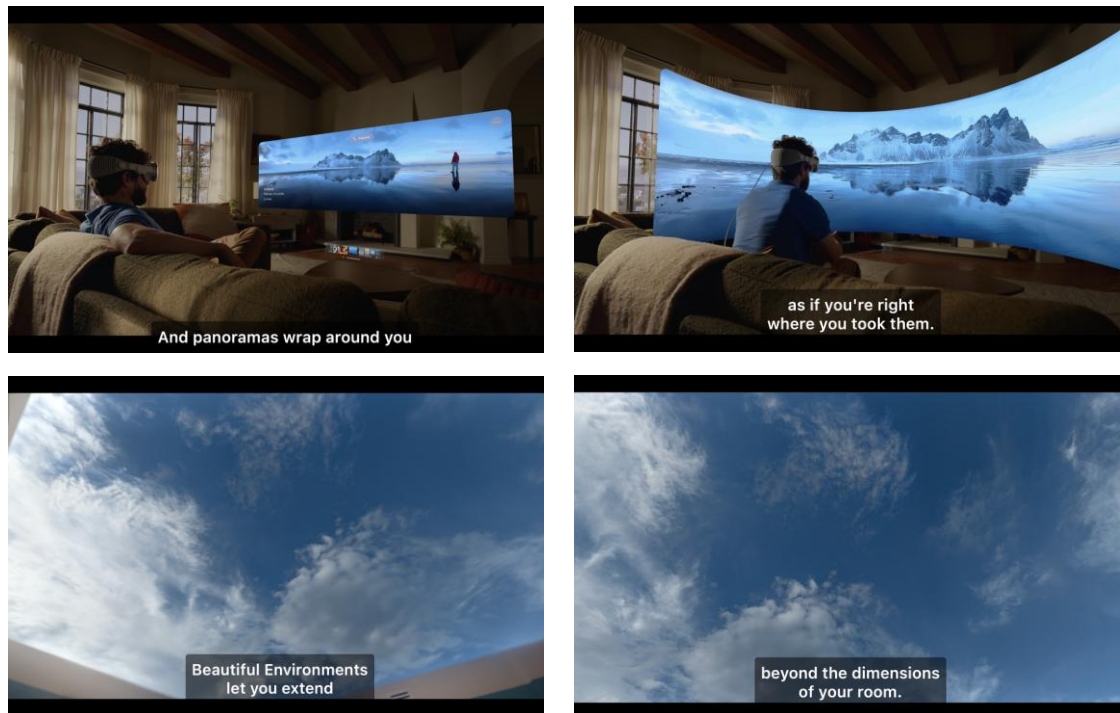 And panoramas wrap around you
as if you're right
where you took them.
Beautiful Environments
let you extend
beyond the dimensions
of your room.